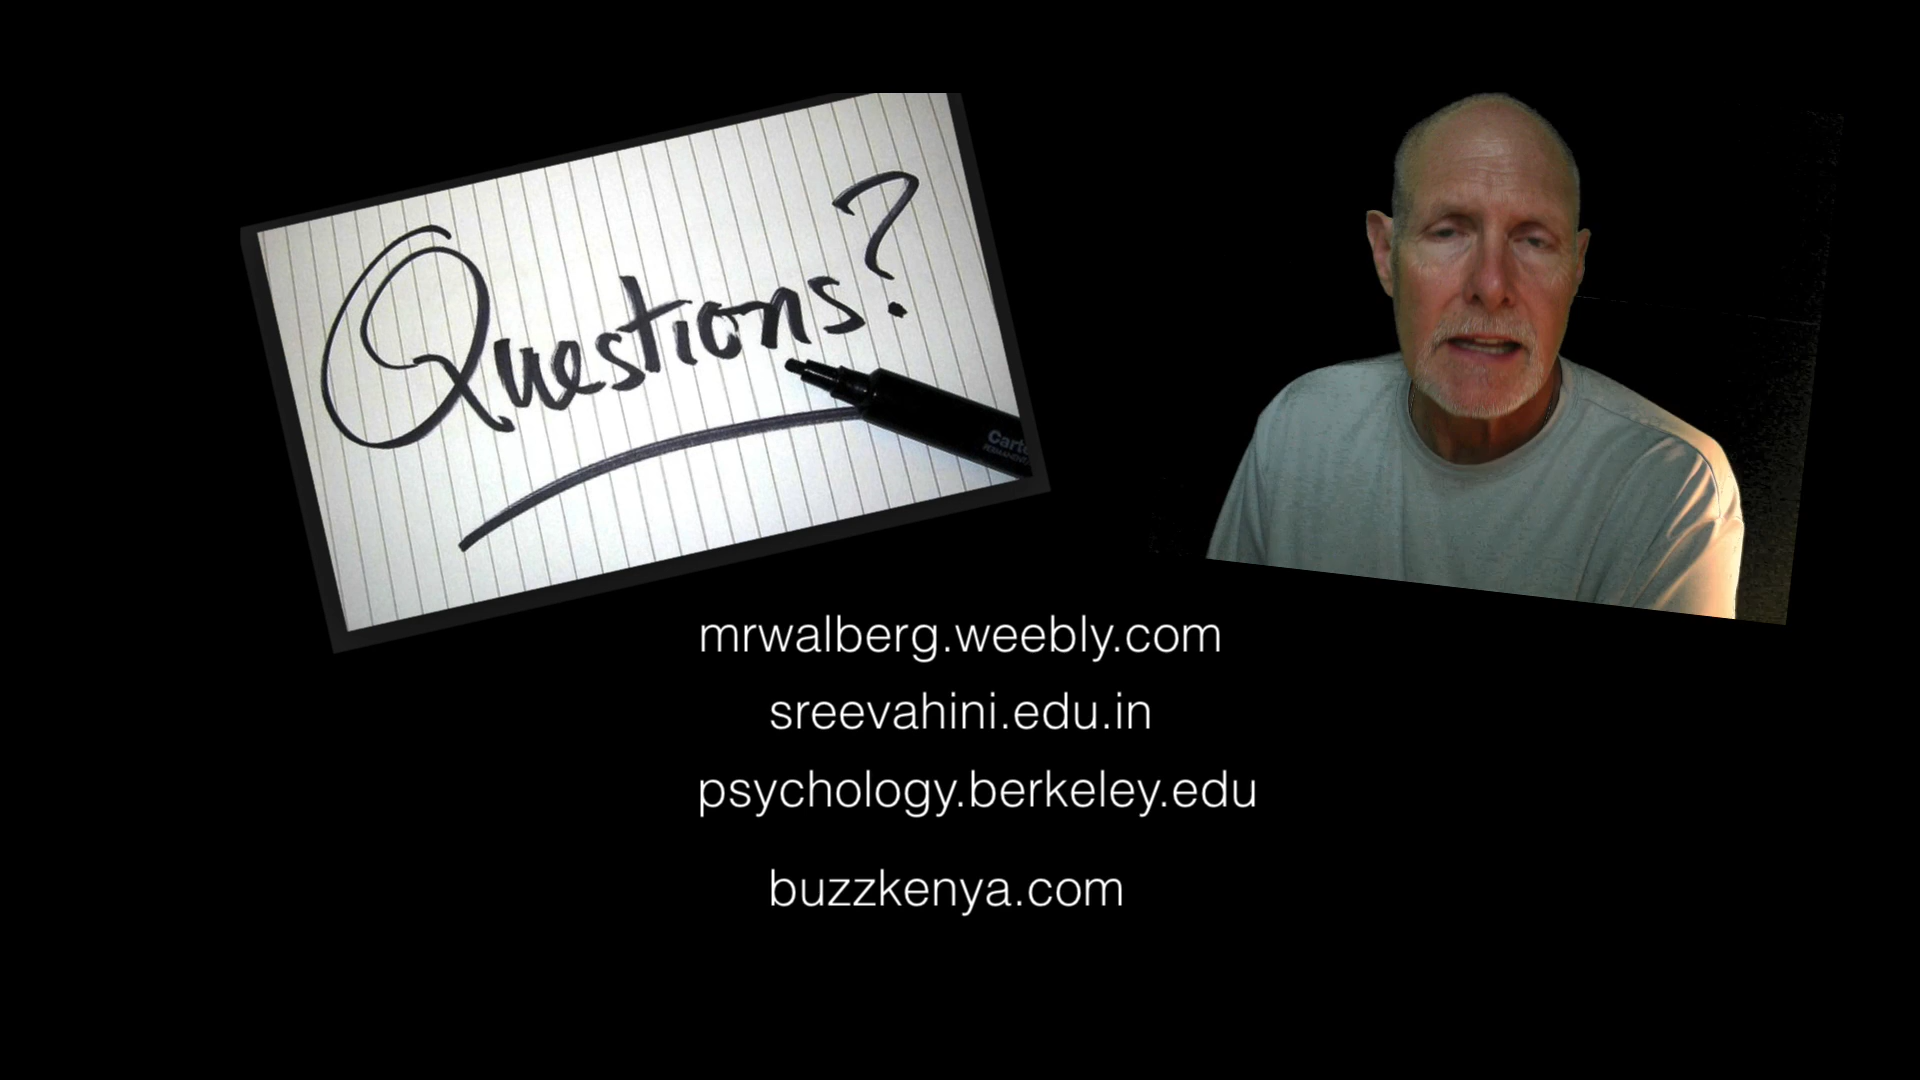 Questions?
mrwalberg.weebly.com
sreevahini.edu.in
psychology.berkeley.edu
buzzkenya.com